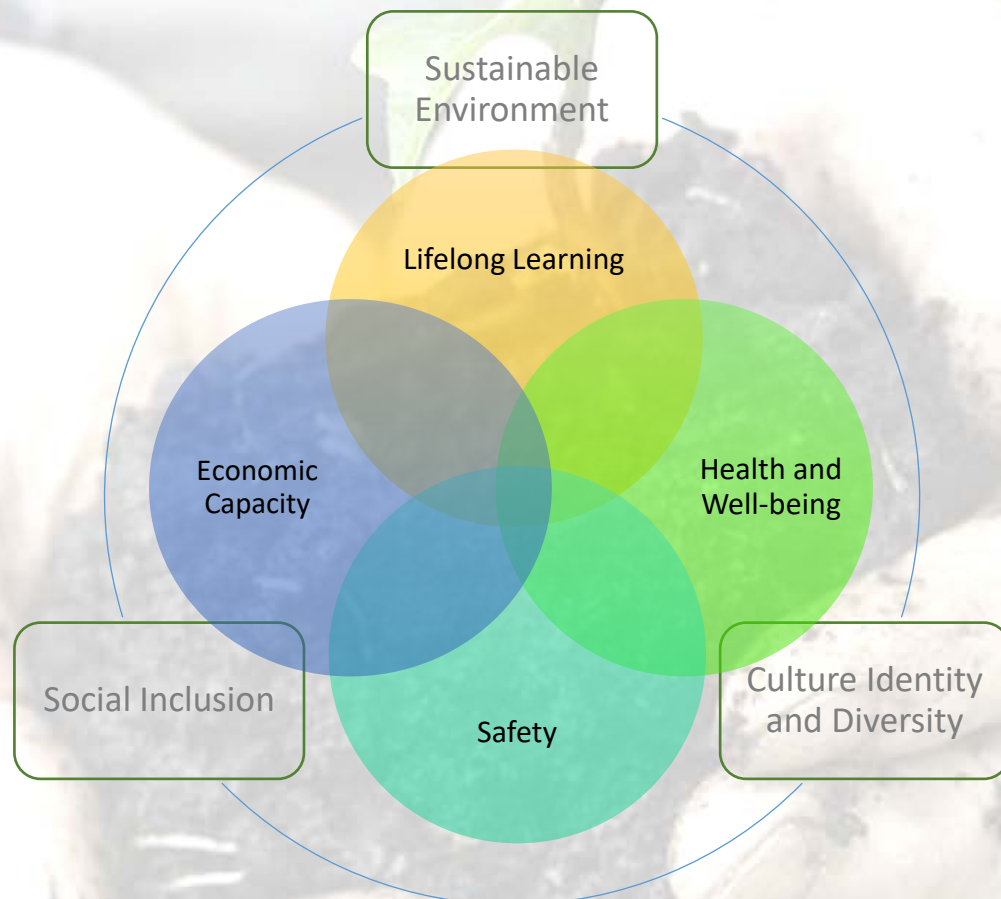 Sustainable
Environment
Lifelong Learning
Economic
Capacity
Health and
Well-being
Social Inclusion
Culture Identity
and Diversity
Safety